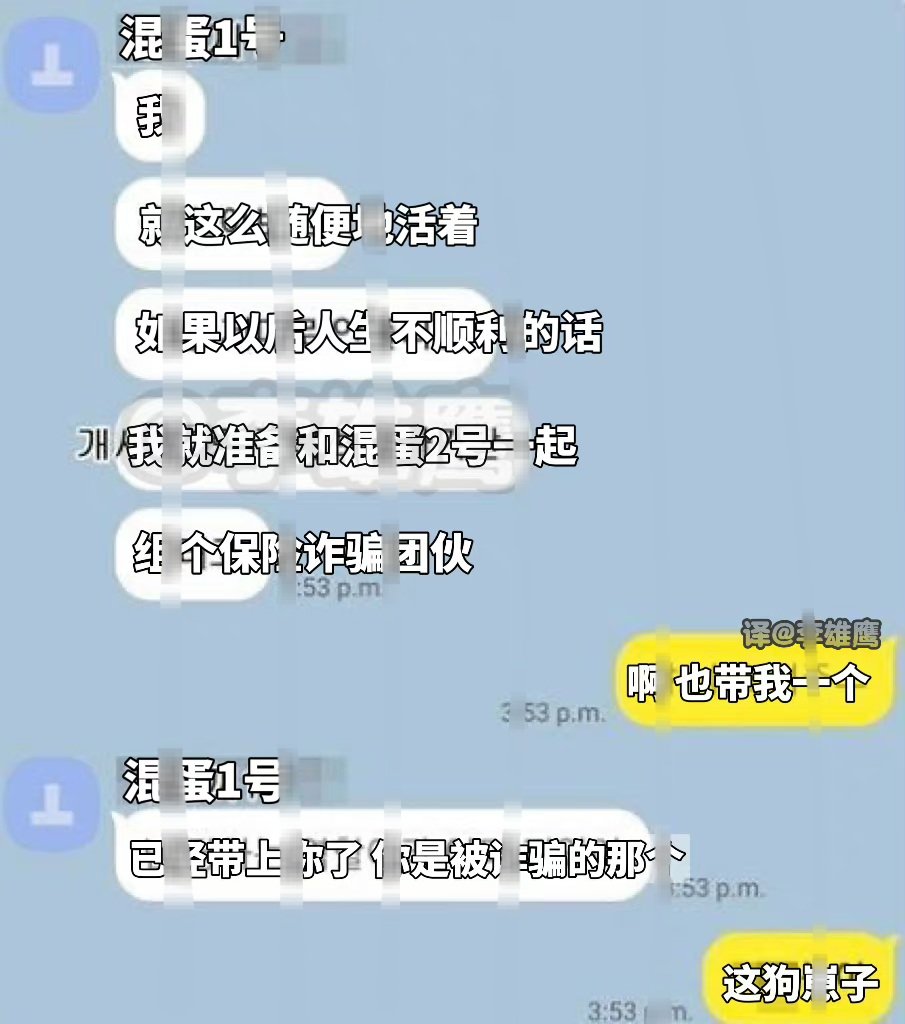 混蛋1号
我
就这么随便地活着
如果以后人生不顺利的话
我就准备和混蛋2号一起
组个保险诈骗团伙
:53 p.m.
译@李雄鹰
啊 也带我一个
3:53 p.m.
混蛋1号
已经带上你了 你是被诈骗的那个
:53 p.m.
这狗崽子
3:53 p.m.